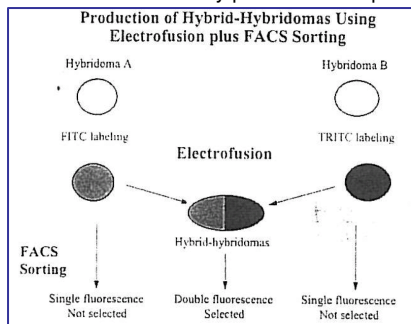 Production of Hybrid-Hybridomas Using
Electrofusion plus FACS Sorting
Hybridoma A
Hybridoma B
FITC labeling
TRITC labeling
Electrofusion
Hybrid-hybridomas
FACS
Sorting
Single fluorescence
Not selected
Double fluorescence
Selected
Single fluorescence
Not selected